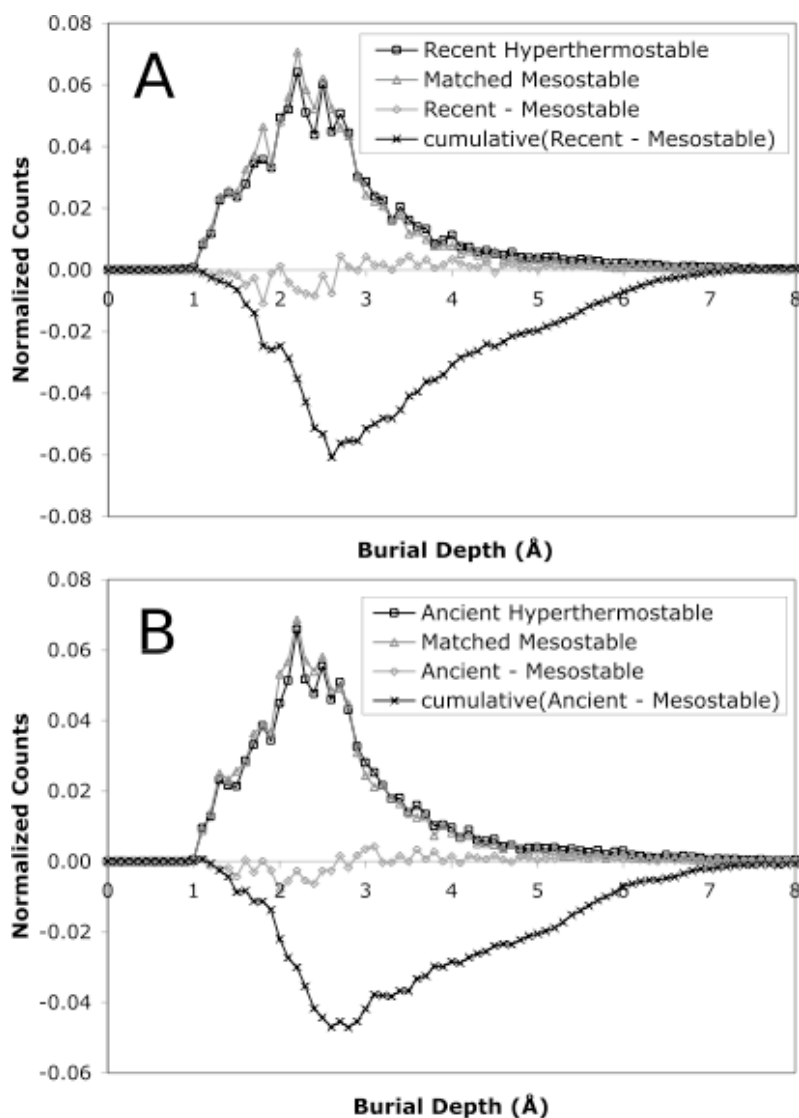 0.08
0.06
0.04
0.02
0.00
-0.02
-0.04
-0.06
-0.08
Normalized Counts
A
Recent Hyperthermostable
Matched Mesostable
Recent - Mesostable
cumulative(Recent - Mesostable)
0 1 2 3 4 5 6 7 8
Burial Depth (Å)
0.08
0.06
0.04
0.02
0.00
-0.02
-0.04
-0.06
Normalized Counts
B
Ancient Hyperthermostable
Matched Mesostable
Ancient - Mesostable
cumulative(Ancient - Mesostable)
0 1 2 3 4 5 6 7 8
Burial Depth (Å)